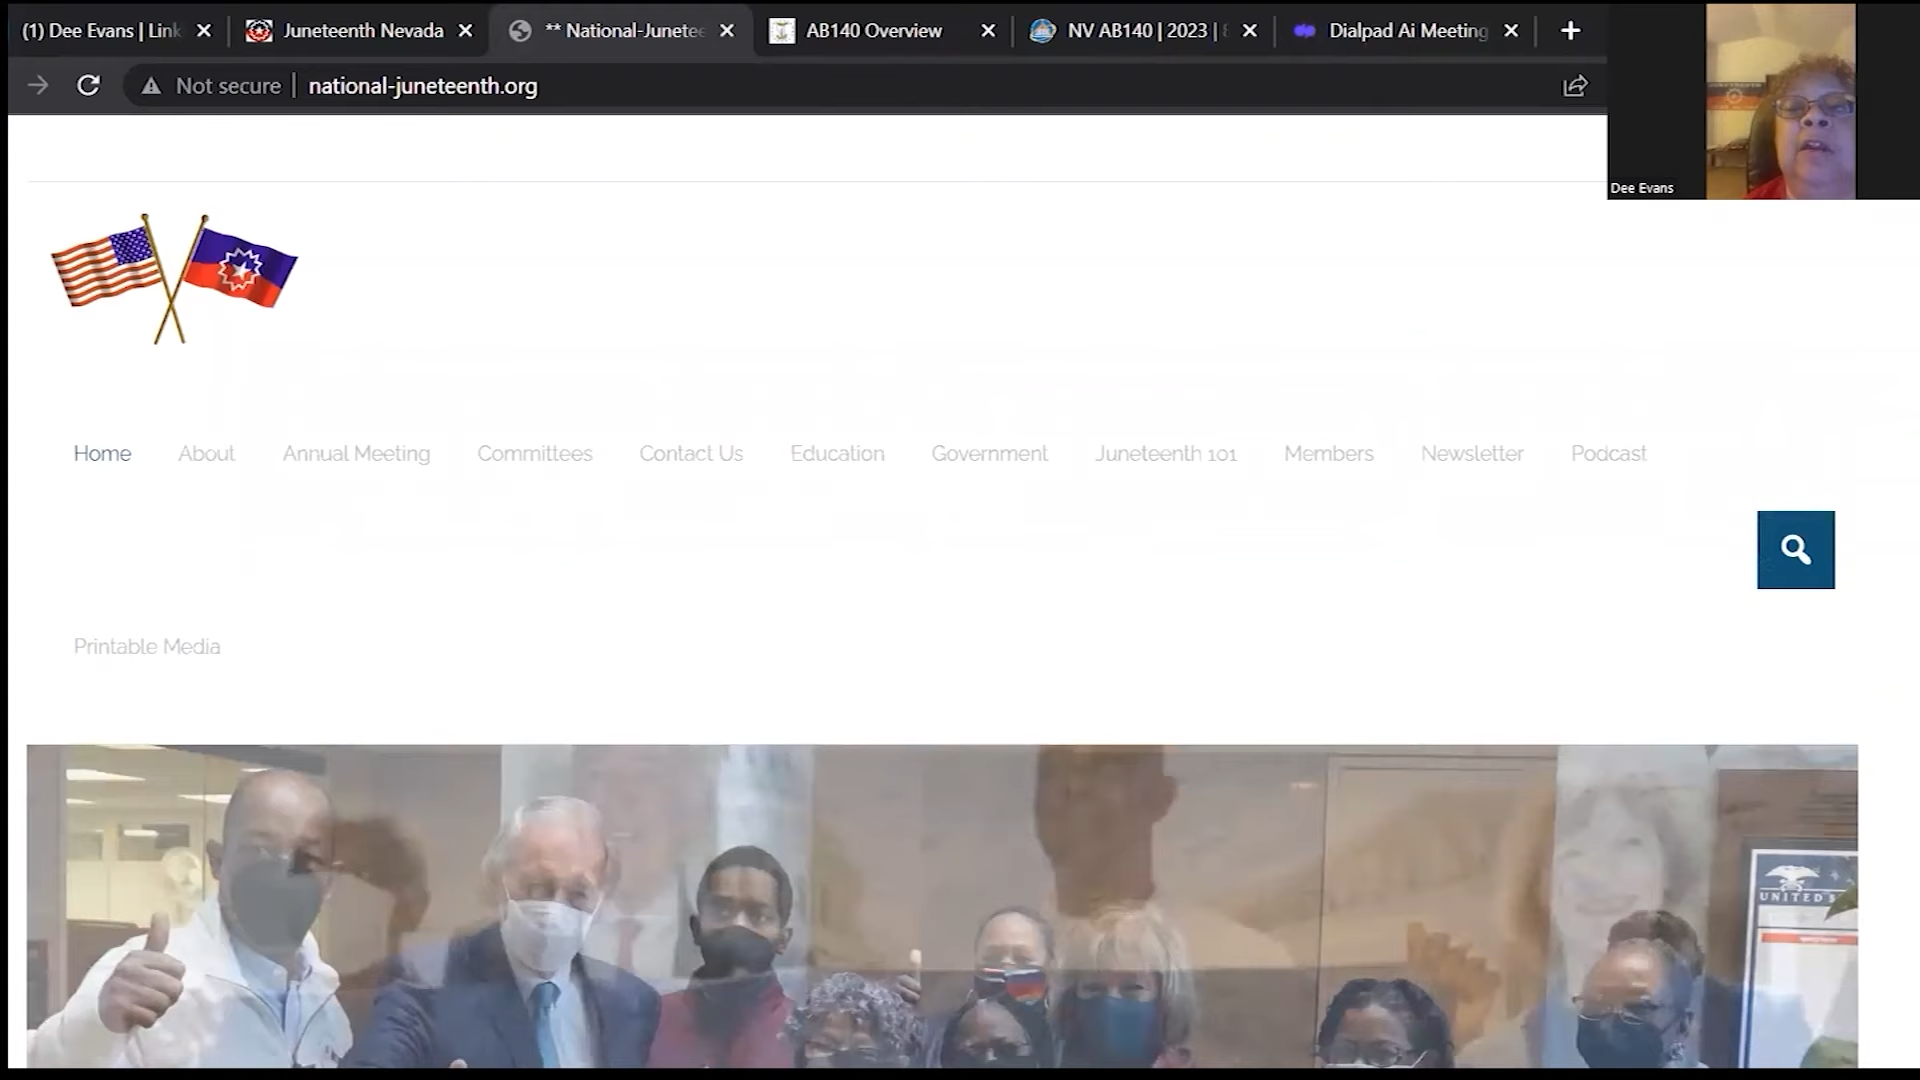 (1) Dee Evans | Link
Juneteenth Nevada
** National-Junetee
AB140 Overview
NV AB140 | 2023 |
Dialpad Ai Meeting
Not secure
national-juneteenth.org
Dee Evans
Home
About
Annual Meeting
Committees
Contact Us
Education
Government
Juneteenth 101
Members
Newsletter
Podcast
Printable Media
UNITED S